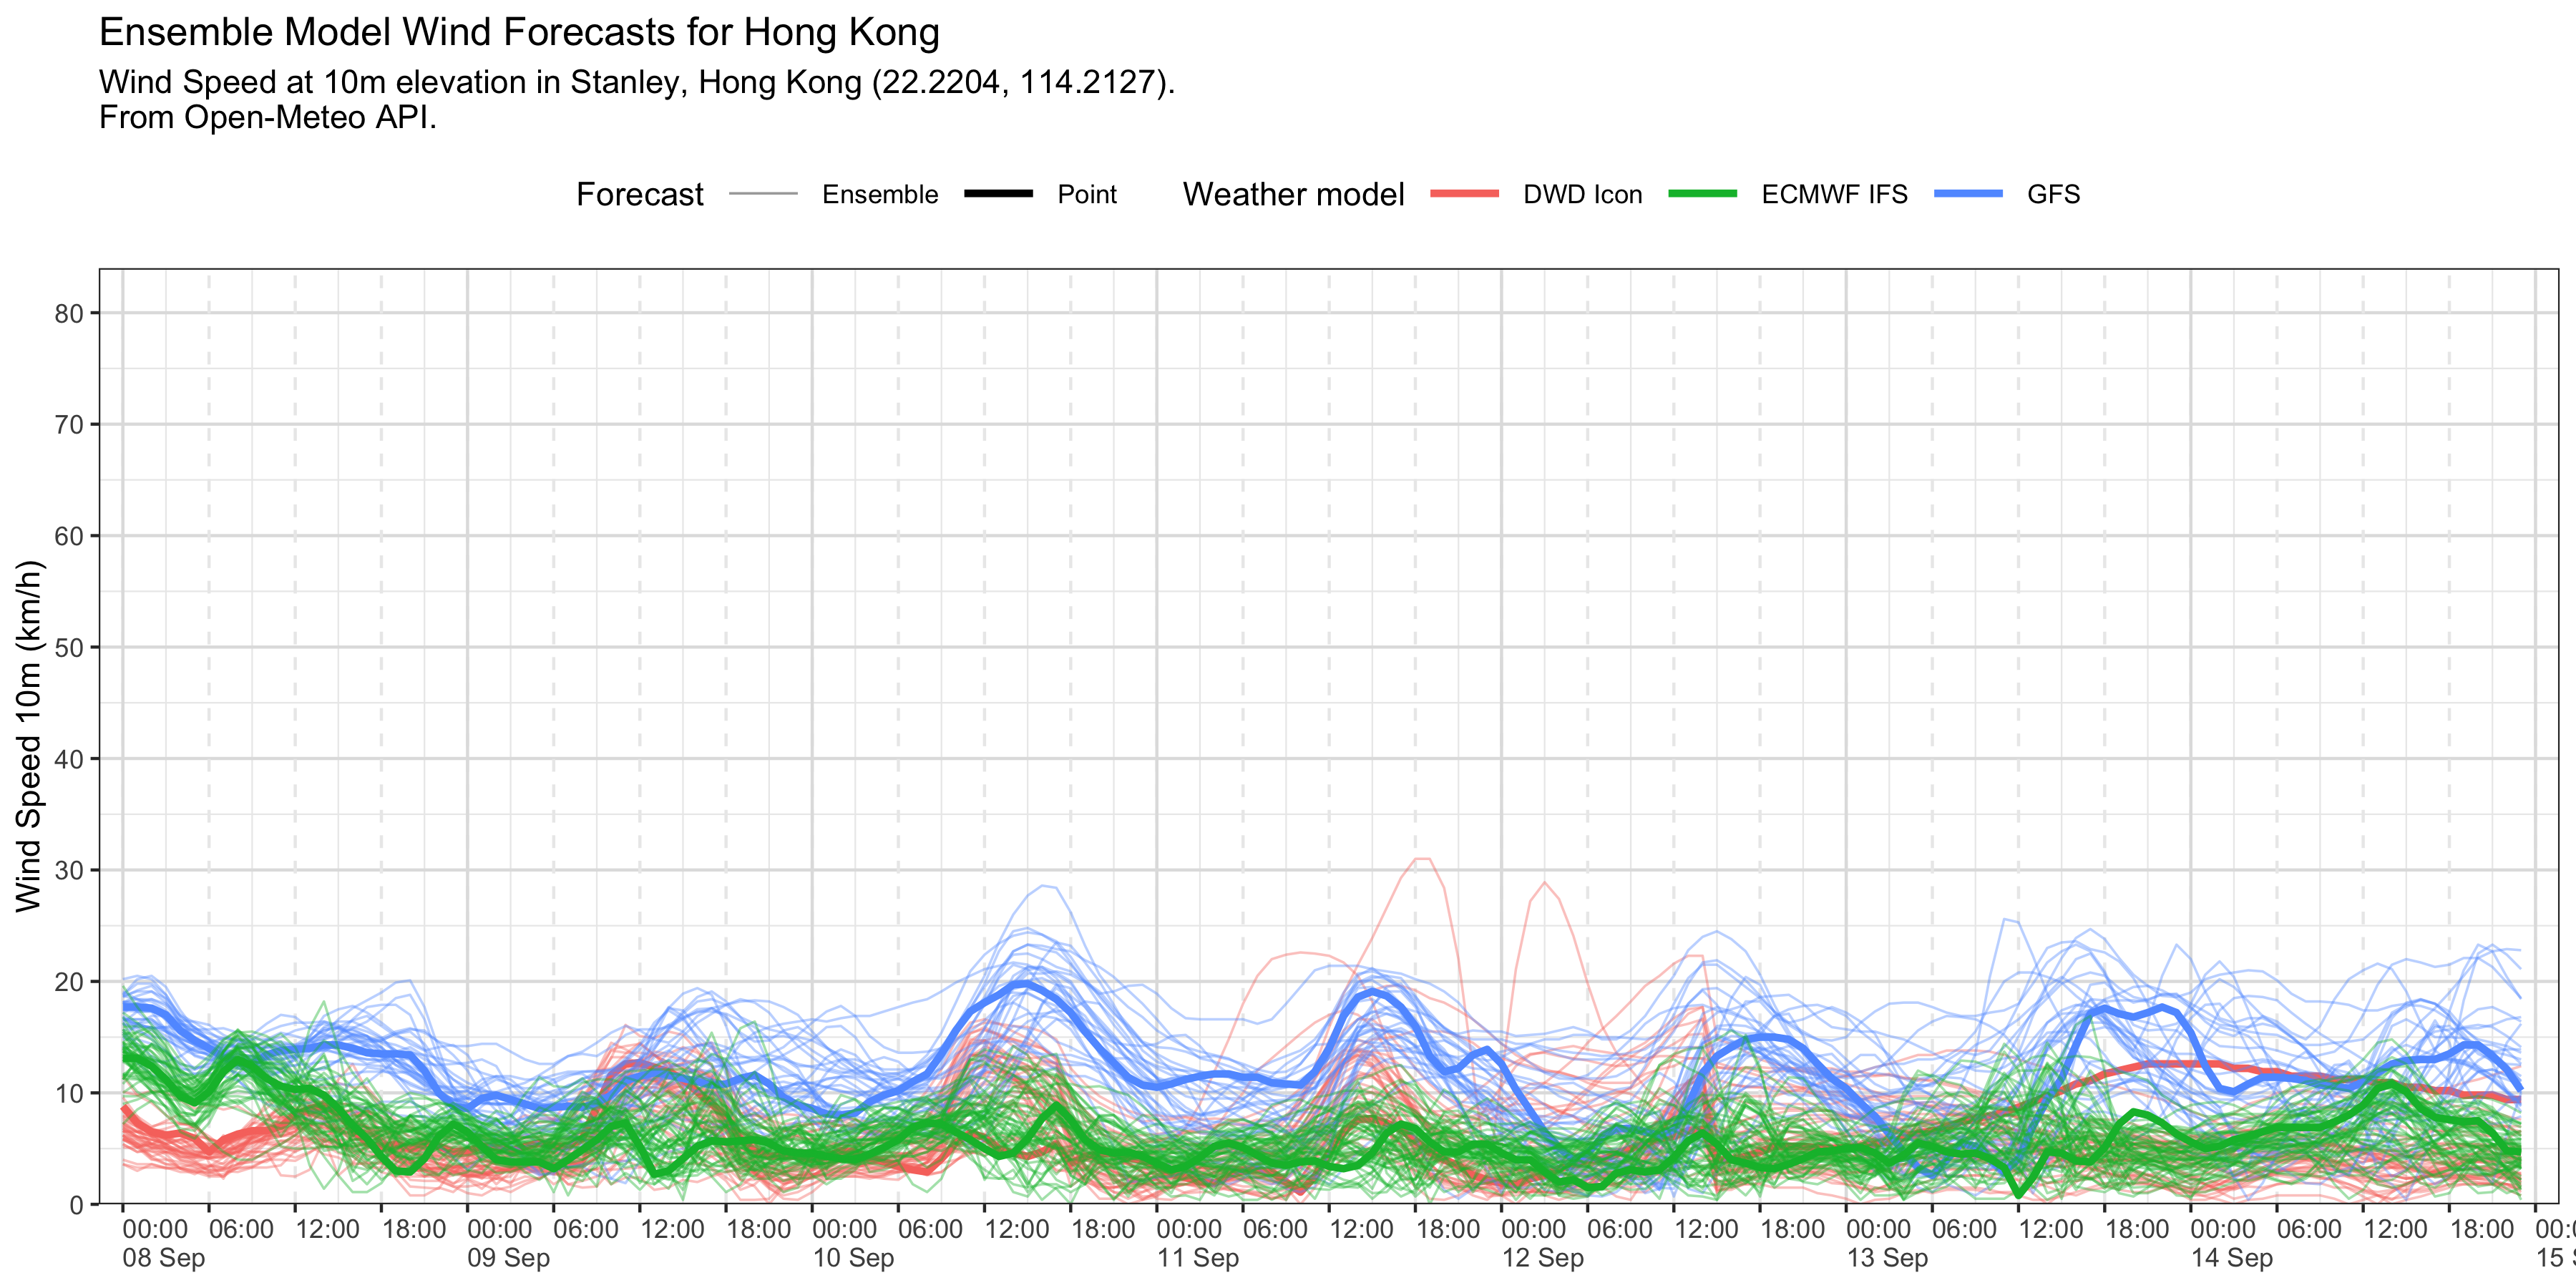 Ensemble Model Wind Forecasts for Hong Kong
Wind Speed at 10m elevation in Stanley, Hong Kong (22.2204, 114.2127).
From Open-Meteo API.
Forecast Ensemble Point Weather model DWD Icon ECMWF IFS GFS
Wind Speed 10m (km/h)
80
70
60
50
40
30
20
10
0
00:00 06:00 12:00 18:00 00:00 06:00 12:00 18:00 00:00 06:00 12:00 18:00 00:00 06:00 12:00 18:00 00:00 06:00 12:00 18:00 00:00 06:00 12:00 18:00 00:00 06:00 12:00 18:00 00:0
08 Sep 09 Sep 10 Sep 11 Sep 12 Sep 13 Sep 14 Sep 15 S